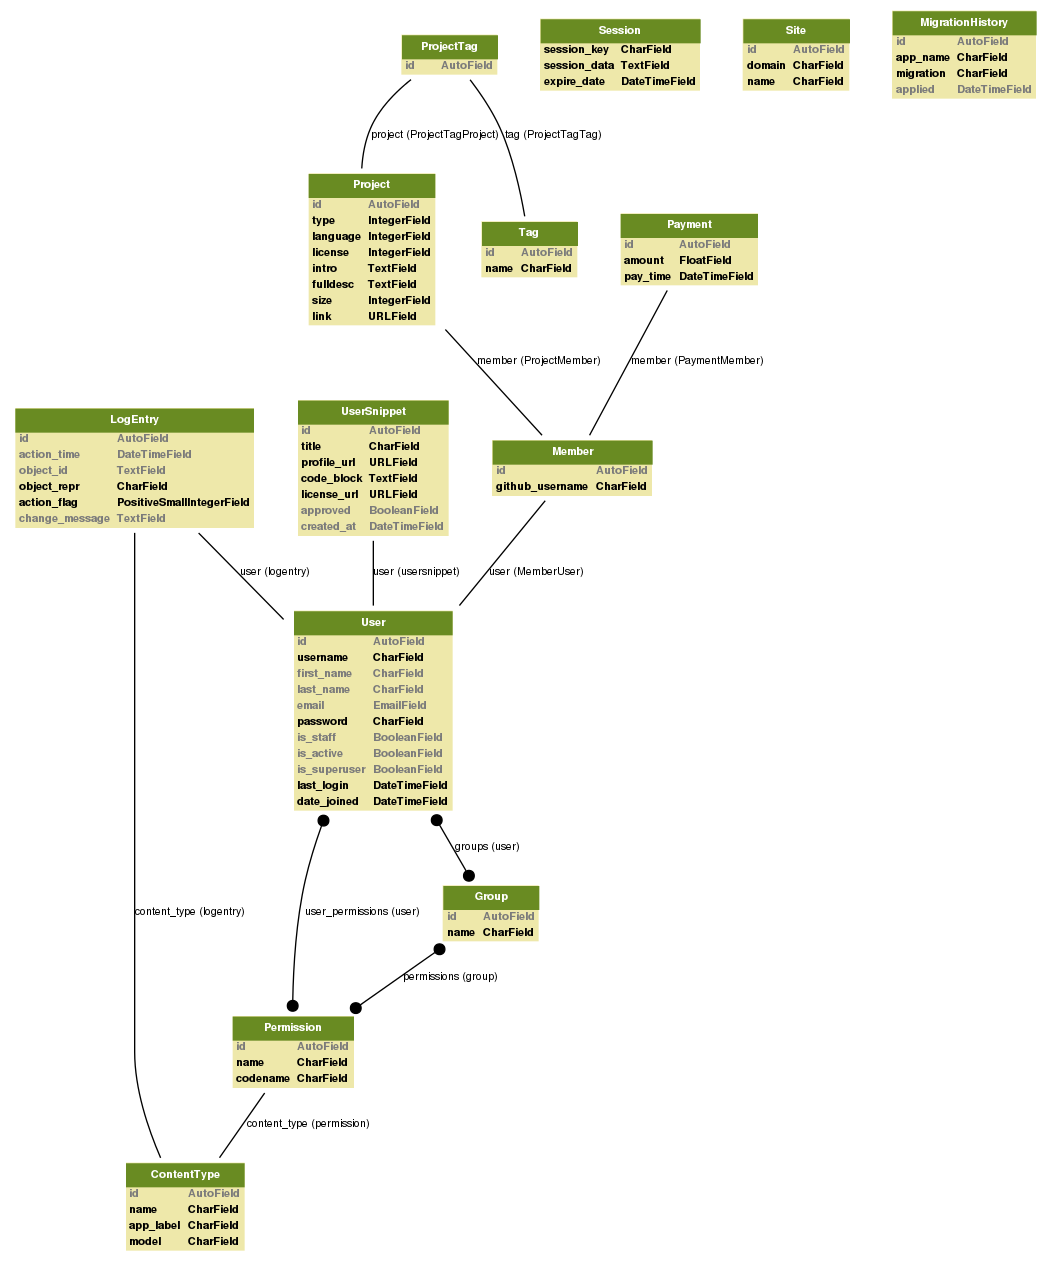 ProjectTag
id AutoField
Session
session_key CharField
session_data TextField
expire_date DateTimeField
Site
id AutoField
domain CharField
name CharField
MigrationHistory
id AutoField
app_name CharField
migration CharField
applied DateTimeField
project (ProjectTagProject)
tag (ProjectTagTag)
Project
id AutoField
type IntegerField
language IntegerField
license IntegerField
intro TextField
fulldesc TextField
size IntegerField
link URLField
Tag
id AutoField
name CharField
Payment
id AutoField
amount FloatField
pay_time DateTimeField
member (ProjectMember)
member (PaymentMember)
LogEntry
id AutoField
action_time DateTimeField
object_id TextField
object_repr CharField
action_flag PositiveSmallIntegerField
change_message TextField
UserSnippet
id AutoField
title CharField
profile_url URLField
code_block TextField
license_url URLField
approved BooleanField
created_at DateTimeField
Member
id AutoField
github_username CharField
user (logentry)
user (usersnippet)
user (MemberUser)
User
id AutoField
username CharField
first_name CharField
last_name CharField
email EmailField
password CharField
is_staff BooleanField
is_active BooleanField
is_superuser BooleanField
last_login DateTimeField
date_joined DateTimeField
groups (user)
Group
id AutoField
name CharField
content_type (logentry)
user_permissions (user)
permissions (group)
Permission
id AutoField
name CharField
codename CharField
content_type (permission)
ContentType
id AutoField
name CharField
app_label CharField
model CharField